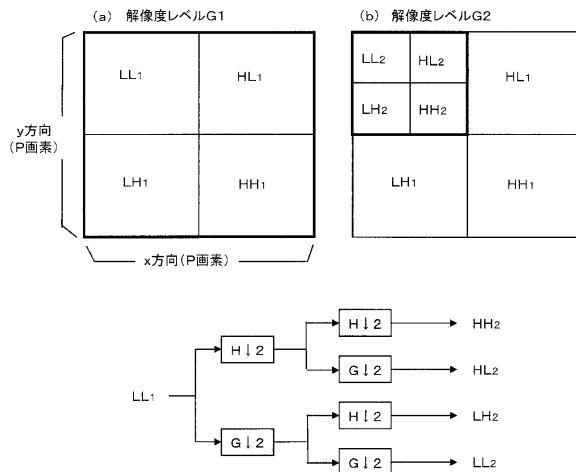 (a) 解像度レベルG1
(b) 解像度レベルG2
LL1
HL1
LH1
HH1
y方向
(P画素)
x方向(P画素)
LL2
HL2
LH2
HH2
HL1
LH1
HH1
LL1
H↓2
G↓2
H↓2
G↓2
H↓2
G↓2
HH2
HL2
LH2
LL2